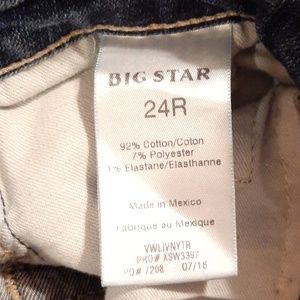 BIG STAR
24R
92% Cotton/Coton
7% Polyester
1% Elastane/Elasthanne
Made in Mexico
Fabrique au Mexique
VWLIVNYTR
PRO# XSW3397
PO# 7208 07/16